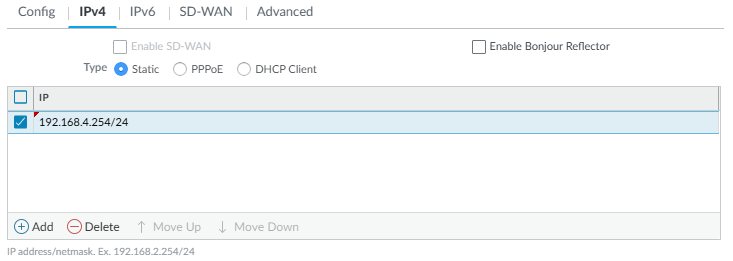 Config IPv4 IPv6 SD-WAN Advanced
Enable SD-WAN Enable Bonjour Reflector
Type Static PPPoE DHCP Client
IP
192.168.4.254/24
Add Delete Move Up Move Down
IP address/netmask. Ex. 192.168.2.254/24